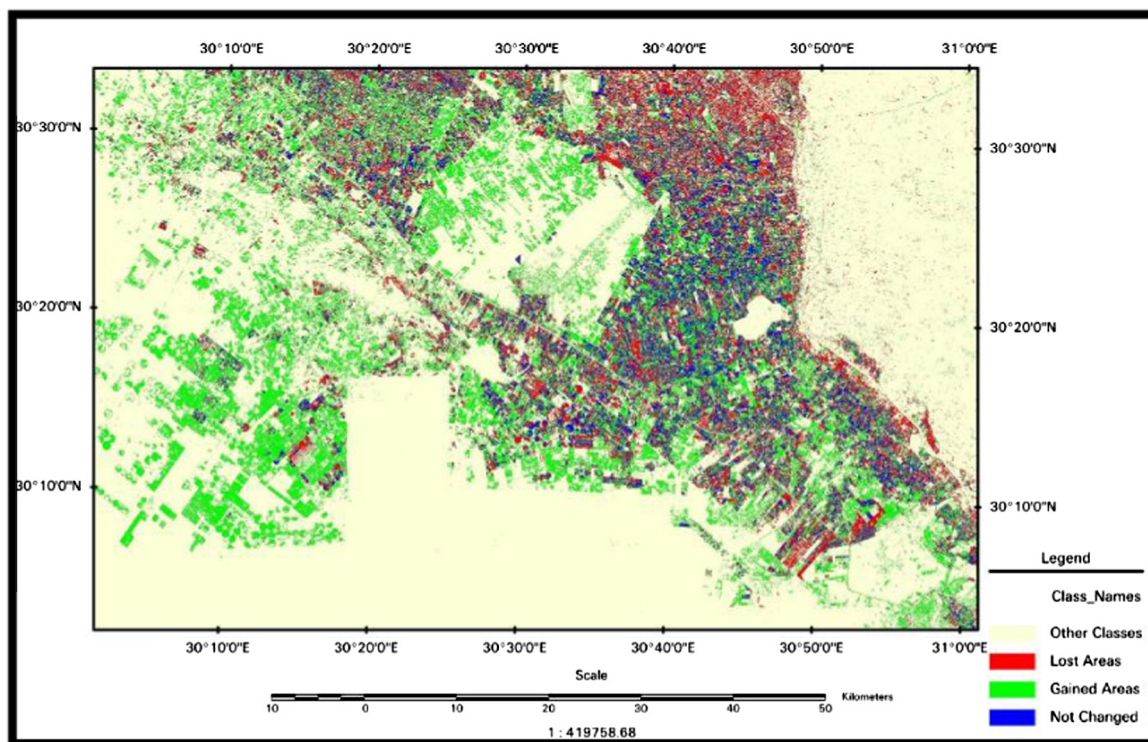 30°10'0"E 30°20'0"E 30°30'0"E 30°40'0"E 30°50'0"E 31°0'0"E
30°30'0"N 30°30'0"N
30°20'0"N 30°20'0"N
30°10'0"N 30°10'0"N
30°10'0"E 30°20'0"E 30°30'0"E 30°40'0"E 30°50'0"E 31°0'0"E
Legend
Class_Names
Other Classes
Lost Areas
Gained Areas
Not Changed
Scale
Kilometers
10 0 10 20 30 40 50
1 : 419758.68